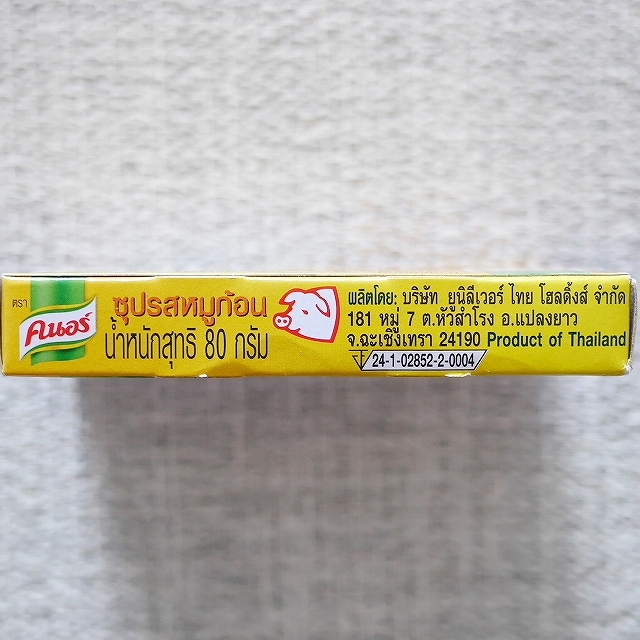 ตรา
คนอร์
ซุปรสหมูก้อน
น้ำหนักสุทธิ 80 กรัม
ผลิตโดย: บริษัท ยูนิลีเวอร์ ไทย โฮลดิ้งส์ จำกัด
181 หมู่ 7 ต.หัวสำโรง อ.แปลงยาว
จ.ฉะเชิงเทรา 24190 Product of Thailand
24-1-02852-2-0004